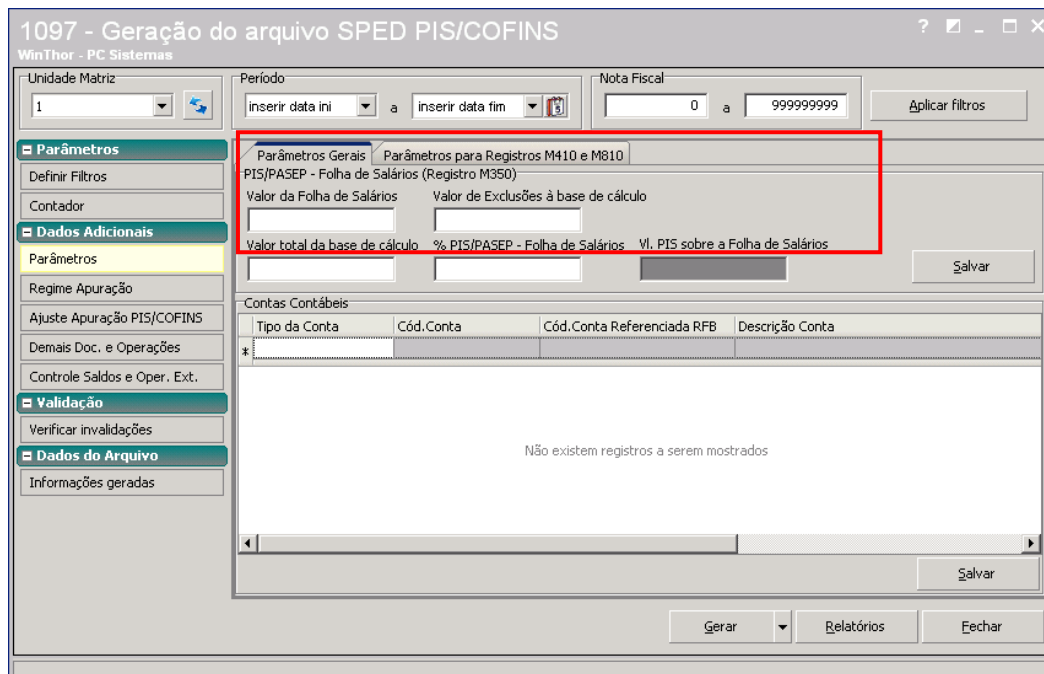 1097 - Geração do arquivo SPED PIS/COFINS
WinThor - PC Sistemas
Unidade Matriz
1
Período
inserir data ini a inserir data fim
Nota Fiscal
0 a 999999999
Aplicar filtros
Parâmetros
Definir Filtros
Contador
Dados Adicionais
Parâmetros
Regime Apuração
Ajuste Apuração PIS/COFINS
Demais Doc. e Operações
Controle Saldos e Oper. Ext.
Validação
Verificar invalidações
Dados do Arquivo
Informações geradas
Parâmetros Gerais Parâmetros para Registros M410 e M810
PIS/PASEP - Folha de Salários (Registro M350)
Valor da Folha de Salários Valor de Exclusões à base de cálculo
Valor total da base de cálculo % PIS/PASEP - Folha de Salários Vl. PIS sobre a Folha de Salários
Salvar
Contas Contábeis
Tipo da Conta Cód.Conta Cód.Conta Referenciada RFB Descrição Conta
*
Não existem registros a serem mostrados
Salvar
Gerar Relatórios Fechar